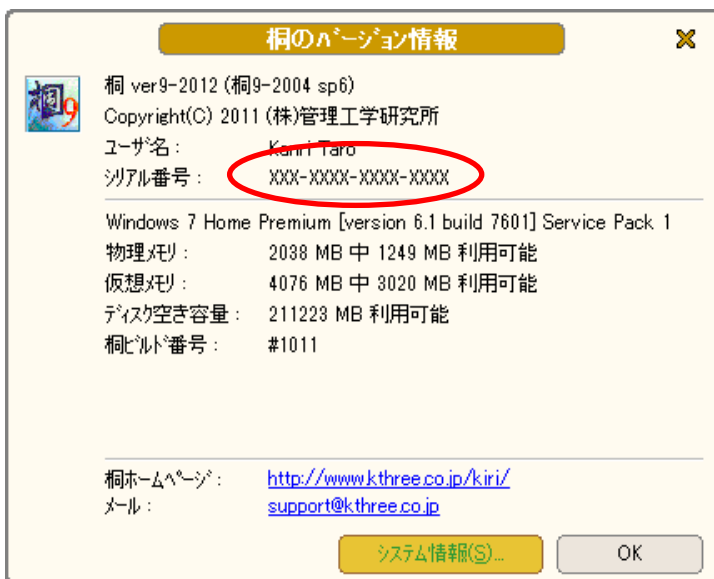 桐のﾊﾞｰｼﾞｮﾝ情報
桐9
桐 ver9-2012 (桐9-2004 sp6)
Copyright(C) 2011 (株)管理工学研究所
ﾕｰｻﾞ名 : Kanri Taro
ｼﾘｱﾙ番号 : XXX-XXXX-XXXX-XXXX
Windows 7 Home Premium [version 6.1 build 7601] Service Pack 1
物理ﾒﾓﾘ : 2038 MB 中 1249 MB 利用可能
仮想ﾒﾓﾘ : 4076 MB 中 3020 MB 利用可能
ﾃﾞｨｽｸ空き容量 : 211223 MB 利用可能
桐ﾋﾞﾙﾄﾞ番号 : #1011
桐ﾎｰﾑﾍﾟｰｼﾞ : http://www.kthree.co.jp/kiri/
ﾒｰﾙ : support@kthree.co.jp
ｼｽﾃﾑ情報(S)... OK